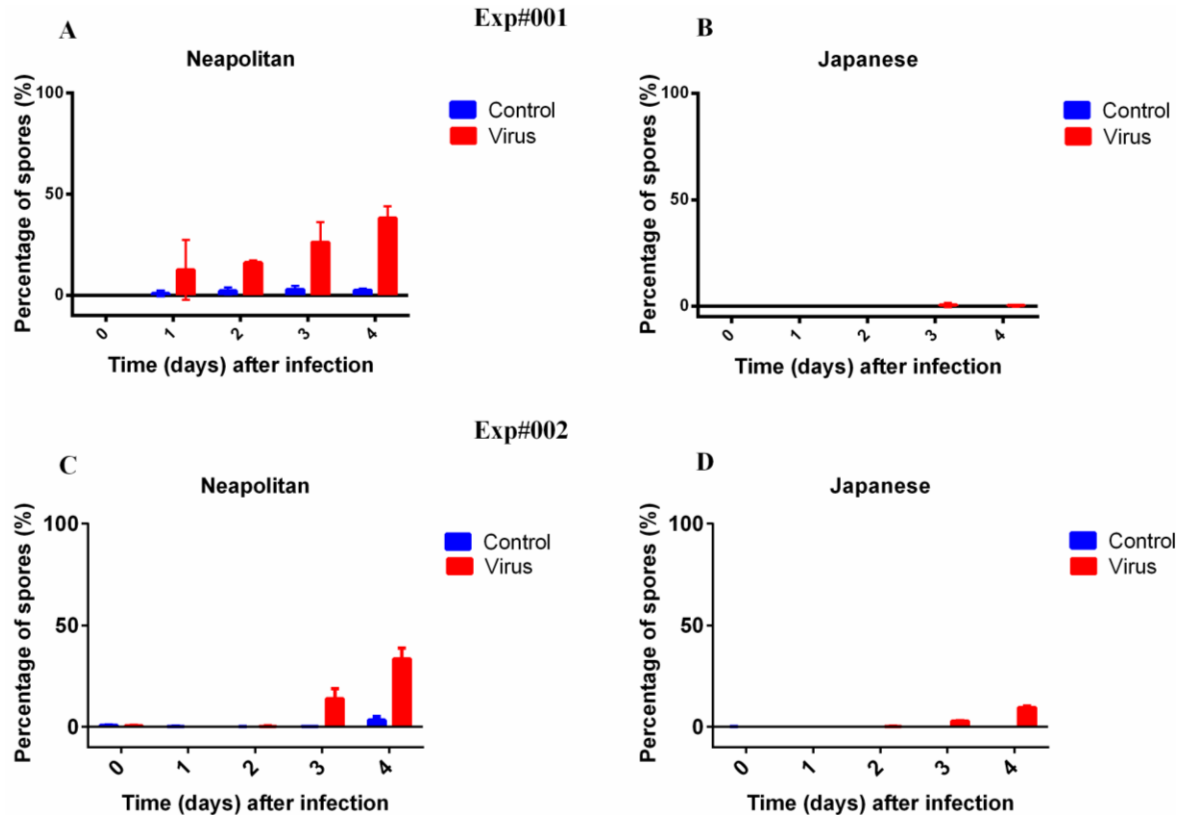 Exp#001
A
Neapolitan
Percentage of spores (%)
100
50
0
0 1 2 3 4
Time (days) after infection
Control
Virus
B
Japanese
Percentage of spores (%)
100
50
0
0 1 2 3 4
Time (days) after infection
Control
Virus
Exp#002
C
Neapolitan
Percentage of spores (%)
100
50
0
0 1 2 3 4
Time (days) after infection
Control
Virus
D
Japanese
Percentage of spores (%)
100
50
0
0 1 2 3 4
Time (days) after infection
Control
Virus